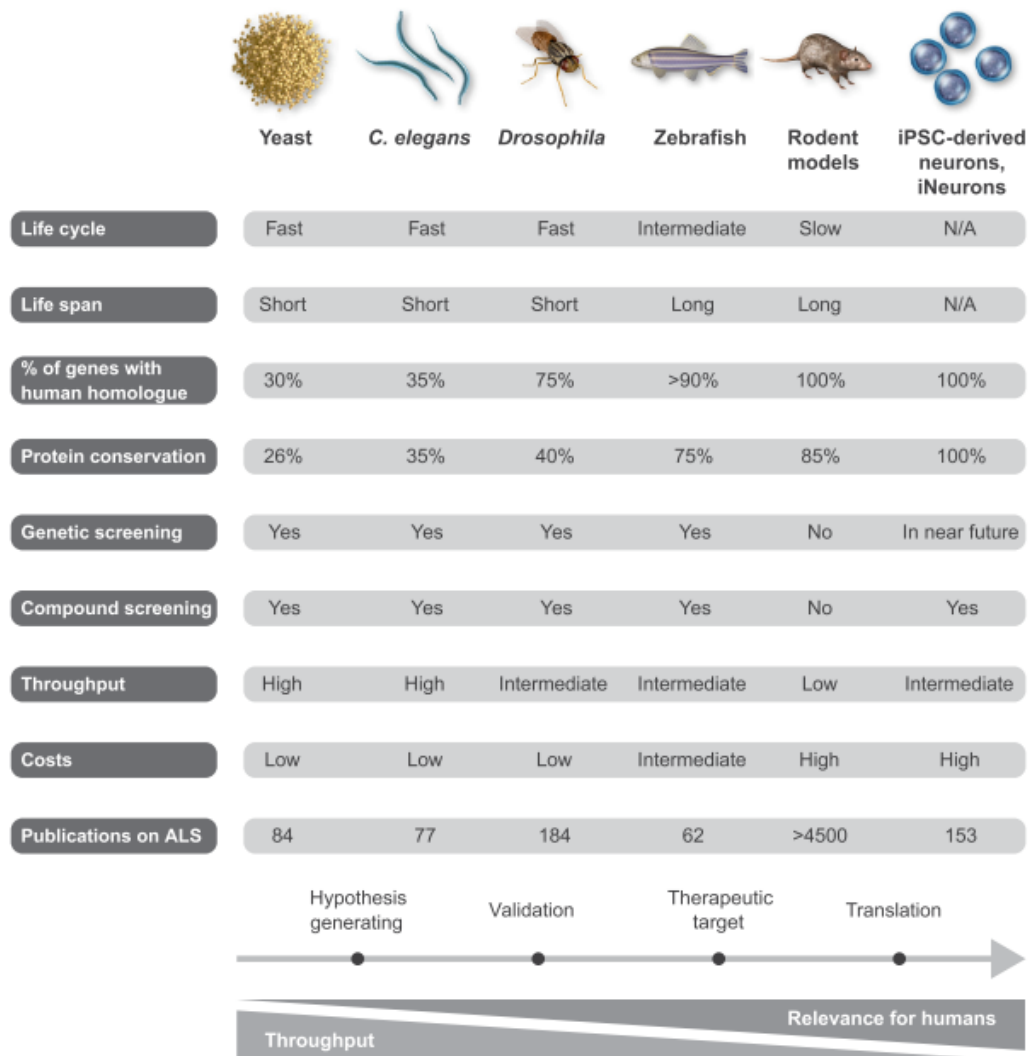 Yeast C. elegans Drosophila Zebrafish Rodent models iPSC-derived neurons, iNeurons
Life cycle Fast Fast Fast Intermediate Slow N/A
Life span Short Short Short Long Long N/A
% of genes with human homologue 30% 35% 75% >90% 100% 100%
Protein conservation 26% 35% 40% 75% 85% 100%
Genetic screening Yes Yes Yes Yes No In near future
Compound screening Yes Yes Yes Yes No Yes
Throughput High High Intermediate Intermediate Low Intermediate
Costs Low Low Low Intermediate High High
Publications on ALS 84 77 184 62 >4500 153
Hypothesis generating Validation Therapeutic target Translation
Relevance for humans
Throughput